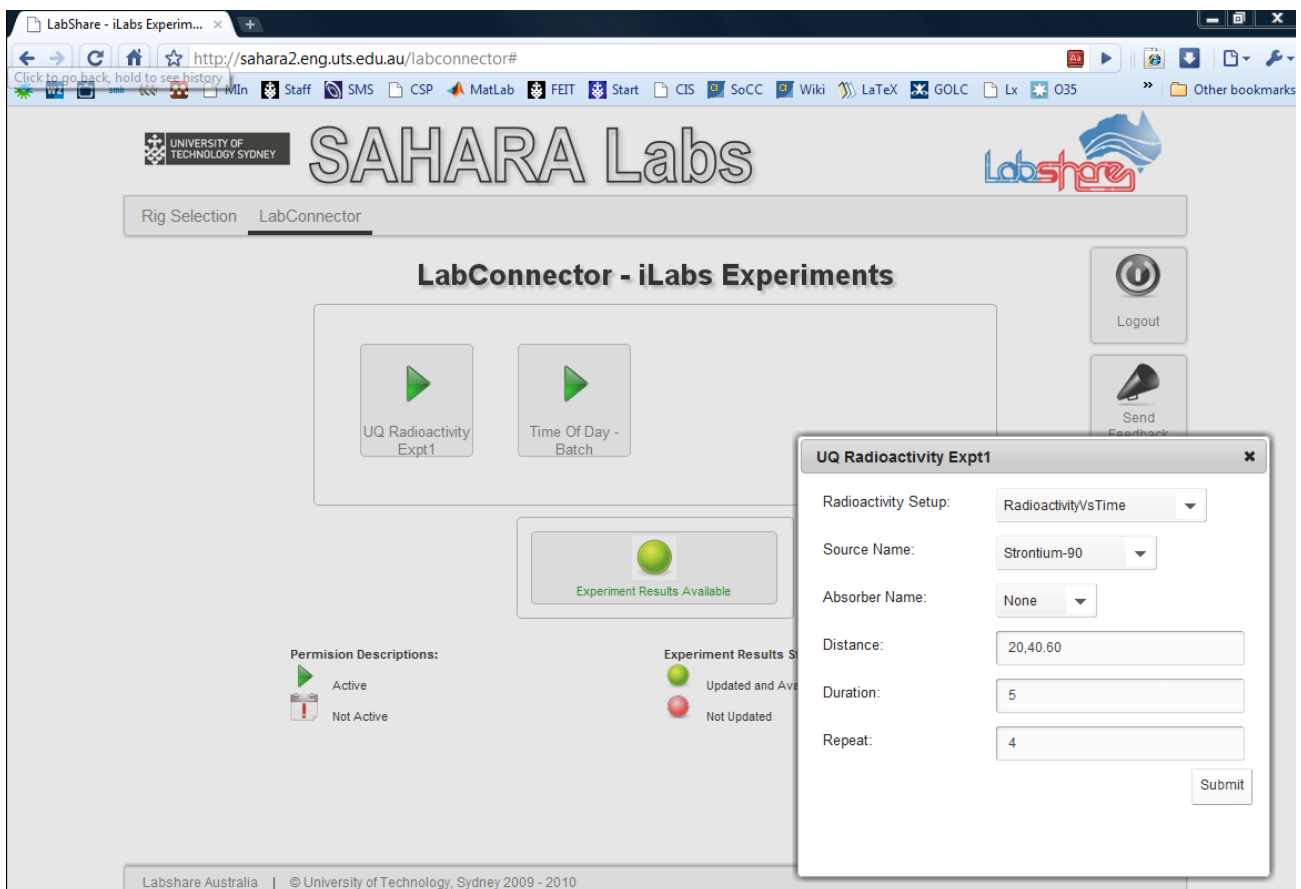 LabShare - iLabs Experim...
http://sahara2.eng.uts.edu.au/labconnector#
Click to go back, hold to see history
Wz smh MIn Staff SMS CSP MatLab FEIT Start CIS SoCC Wiki LaTeX GOLC Lx O35 » Other bookmarks
UNIVERSITY OF
TECHNOLOGY SYDNEY
SAHARA Labs
Labshare
Rig Selection LabConnector
LabConnector - iLabs Experiments
Logout
UQ Radioactivity
Expt1
Time Of Day -
Batch
Send
Feedback
Experiment Results Available
Permision Descriptions:
Active
Not Active
Experiment Results S
Updated and Ava
Not Updated
UQ Radioactivity Expt1
Radioactivity Setup: RadioactivityVsTime
Source Name: Strontium-90
Absorber Name: None
Distance: 20,40.60
Duration: 5
Repeat: 4
Submit
Labshare Australia | © University of Technology, Sydney 2009 - 2010